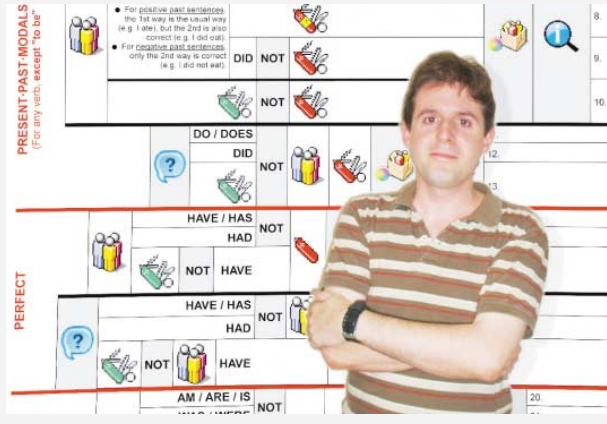 PRESENT·PAST·MODALS
(For any verb, except "to be"
• For positive past sentences,
the 1st way is the usual way
(e.g. I ate), but the 2nd is also
correct (e.g. I did eat).
• For negative past sentences,
only the 2nd way is correct
(e.g. I did not eat).
DID NOT
NOT
8.
9.
10.
DO / DOES
DID
NOT
?
12.
13.
PERFECT
HAVE / HAS
HAD
NOT
NOT HAVE
HAVE / HAS
HAD
NOT
?
NOT HAVE
AM / ARE / IS
NOT
20.